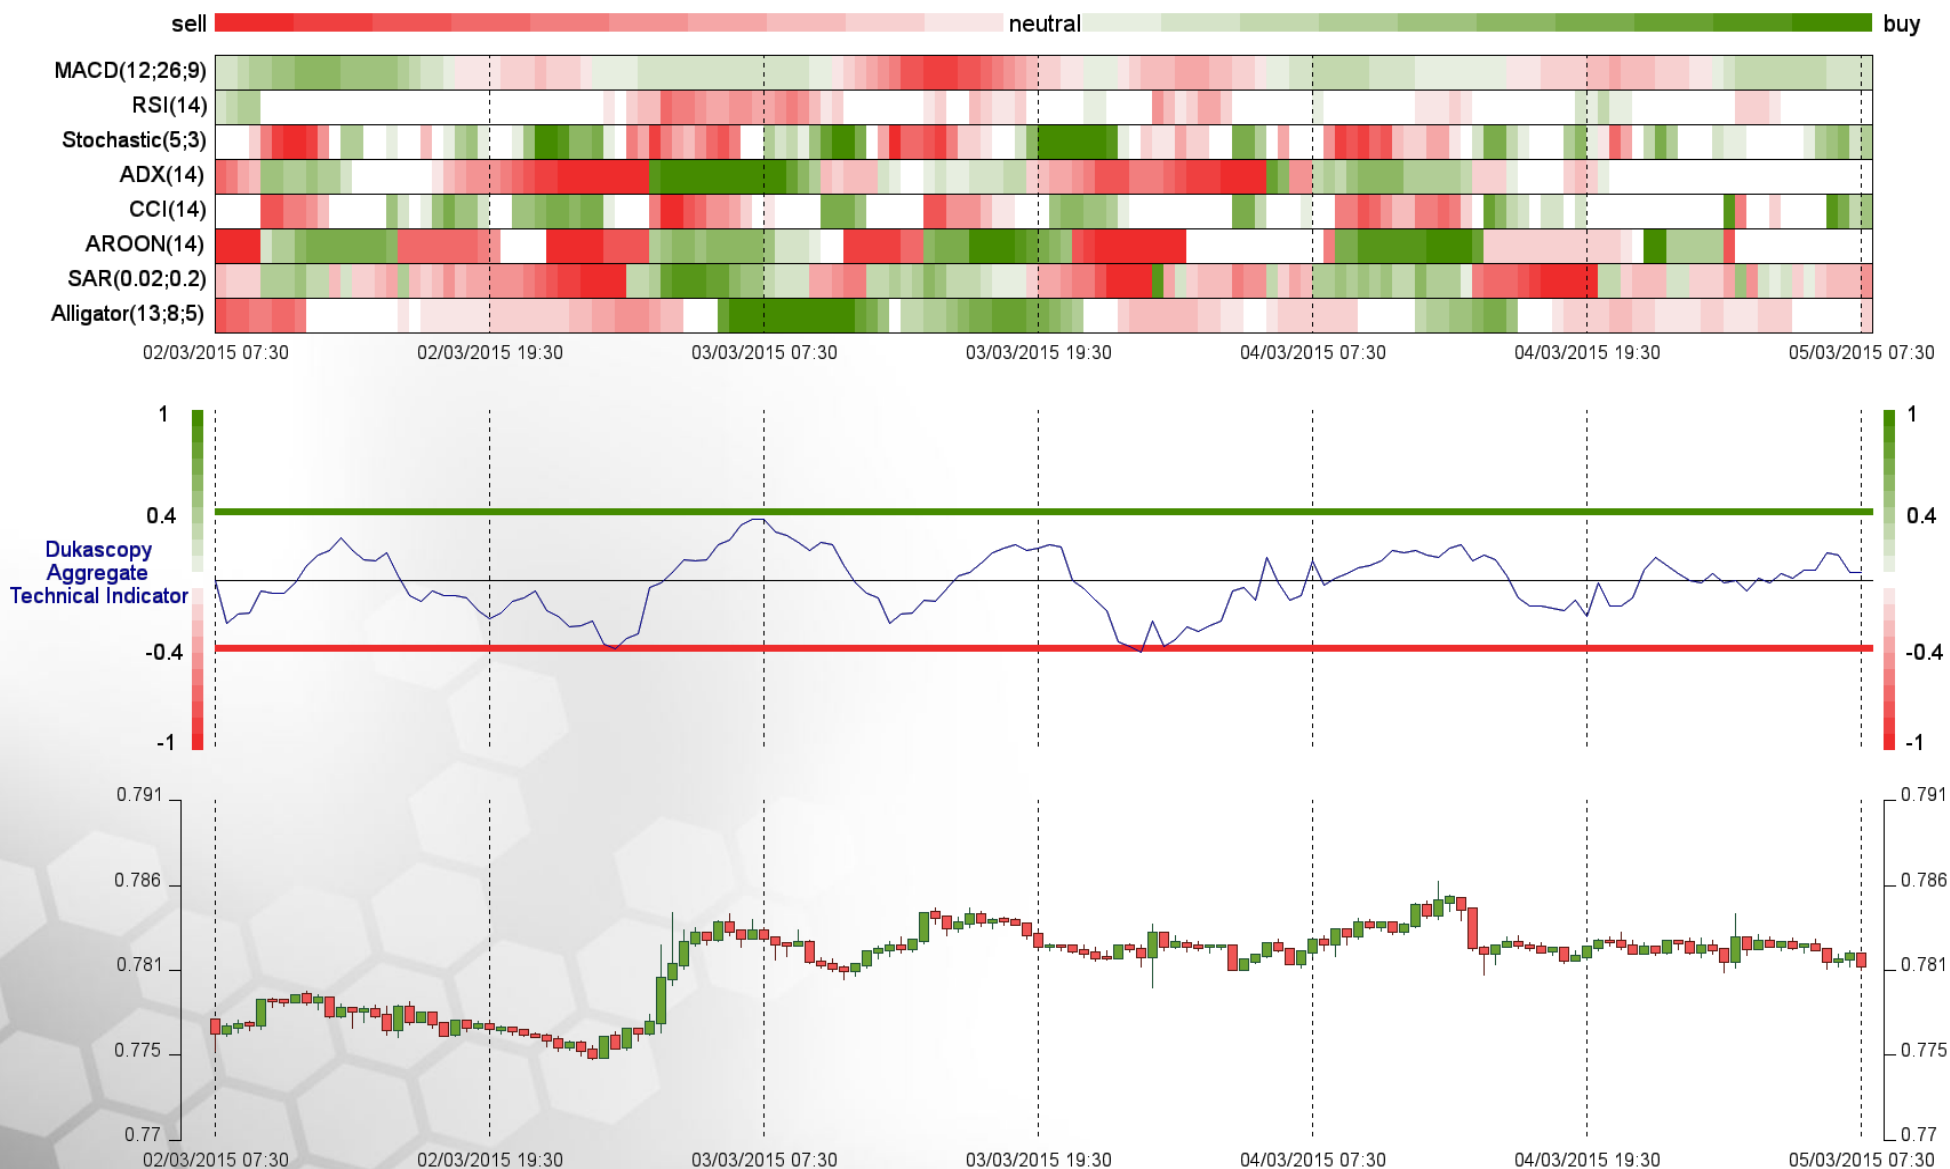 sell neutral buy
MACD(12;26;9)
RSI(14)
Stochastic(5;3)
ADX(14)
CCI(14)
AROON(14)
SAR(0.02;0.2)
Alligator(13;8;5)
02/03/2015 07:30 02/03/2015 19:30 03/03/2015 07:30 03/03/2015 19:30 04/03/2015 07:30 04/03/2015 19:30 05/03/2015 07:30
1 1
0.4 0.4
Dukascopy
Aggregate
Technical Indicator
-0.4 -0.4
-1 -1
0.791 0.791
0.786 0.786
0.781 0.781
0.775 0.775
0.77 0.77
02/03/2015 07:30 02/03/2015 19:30 03/03/2015 07:30 03/03/2015 19:30 04/03/2015 07:30 04/03/2015 19:30 05/03/2015 07:30